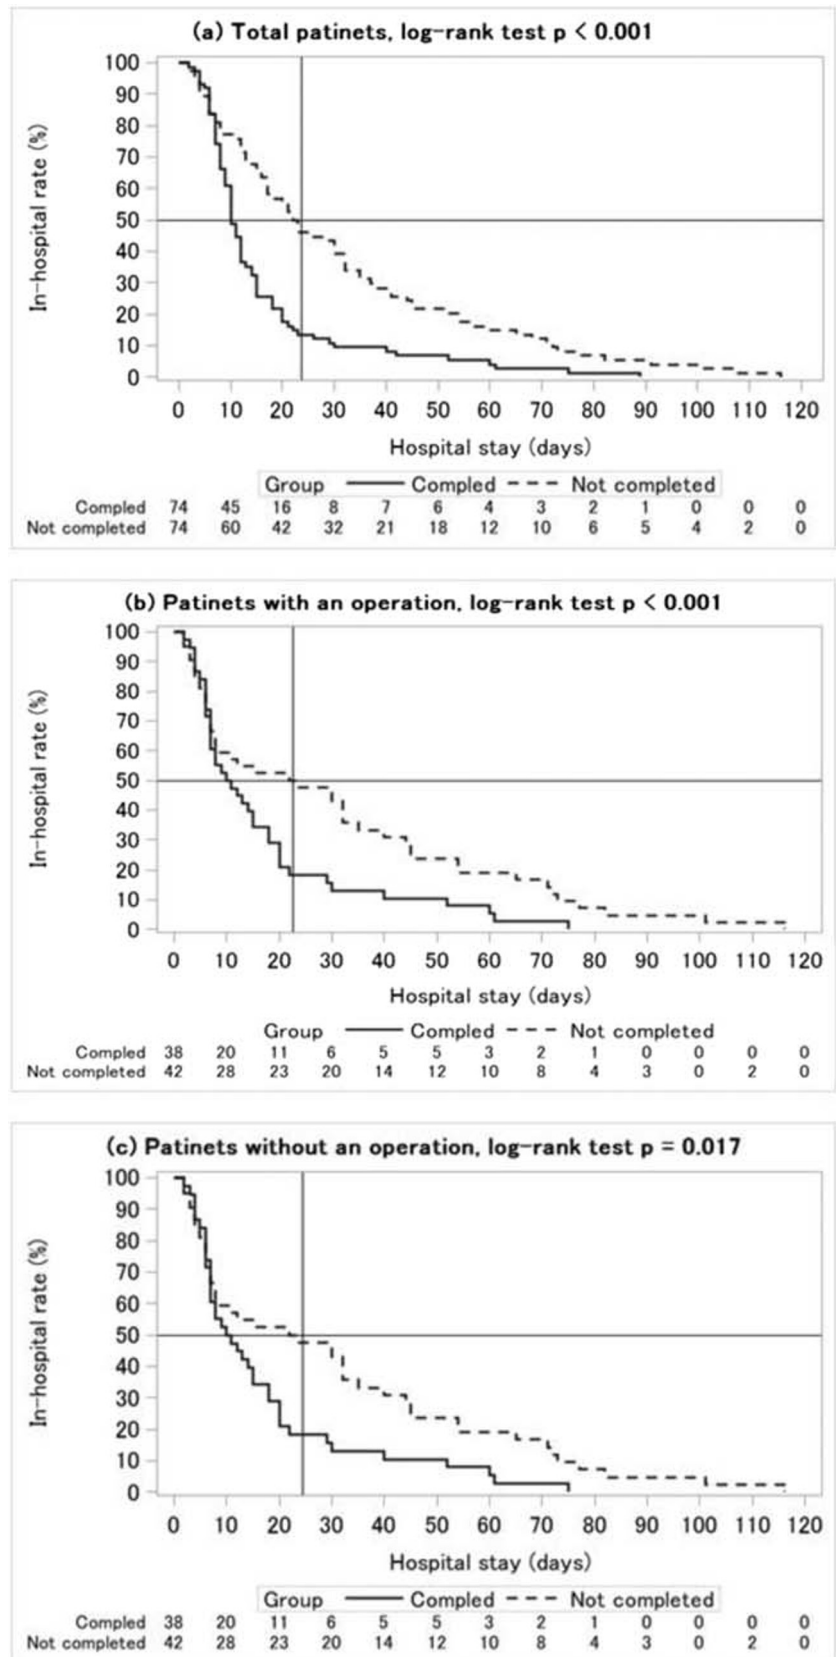 (a) Total patinets, log-rank test p < 0.001
In-hospital rate (%)
100
90
80
70
60
50
40
30
20
10
0
0 10 20 30 40 50 60 70 80 90 100 110 120
Hospital stay (days)
Group Compled Not completed
Compled 74 45 16 8 7 6 4 3 2 1 0 0 0
Not completed 74 60 42 32 21 18 12 10 6 5 4 2 0
(b) Patinets with an operation, log-rank test p < 0.001
In-hospital rate (%)
100
90
80
70
60
50
40
30
20
10
0
0 10 20 30 40 50 60 70 80 90 100 110 120
Hospital stay (days)
Group Compled Not completed
Compled 38 20 11 6 5 5 3 2 1 0 0 0 0
Not completed 42 28 23 20 14 12 10 8 4 3 0 2 0
(c) Patinets without an operation, log-rank test p = 0.017
In-hospital rate (%)
100
90
80
70
60
50
40
30
20
10
0
0 10 20 30 40 50 60 70 80 90 100 110 120
Hospital stay (days)
Group Compled Not completed
Compled 38 20 11 6 5 5 3 2 1 0 0 0 0
Not completed 42 28 23 20 14 12 10 8 4 3 0 2 0